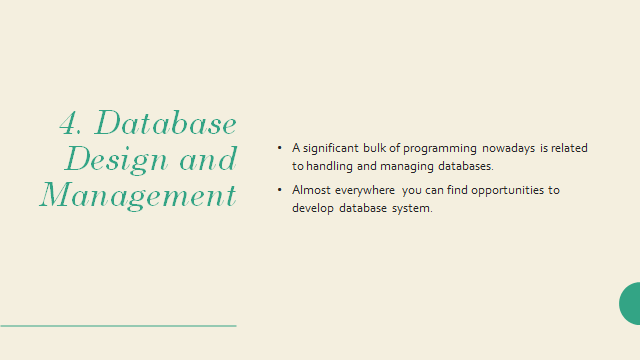 4. Database
Design and
Management
• A significant bulk of programming nowadays is related
to handling and managing databases.
• Almost everywhere you can find opportunities to
develop database system.